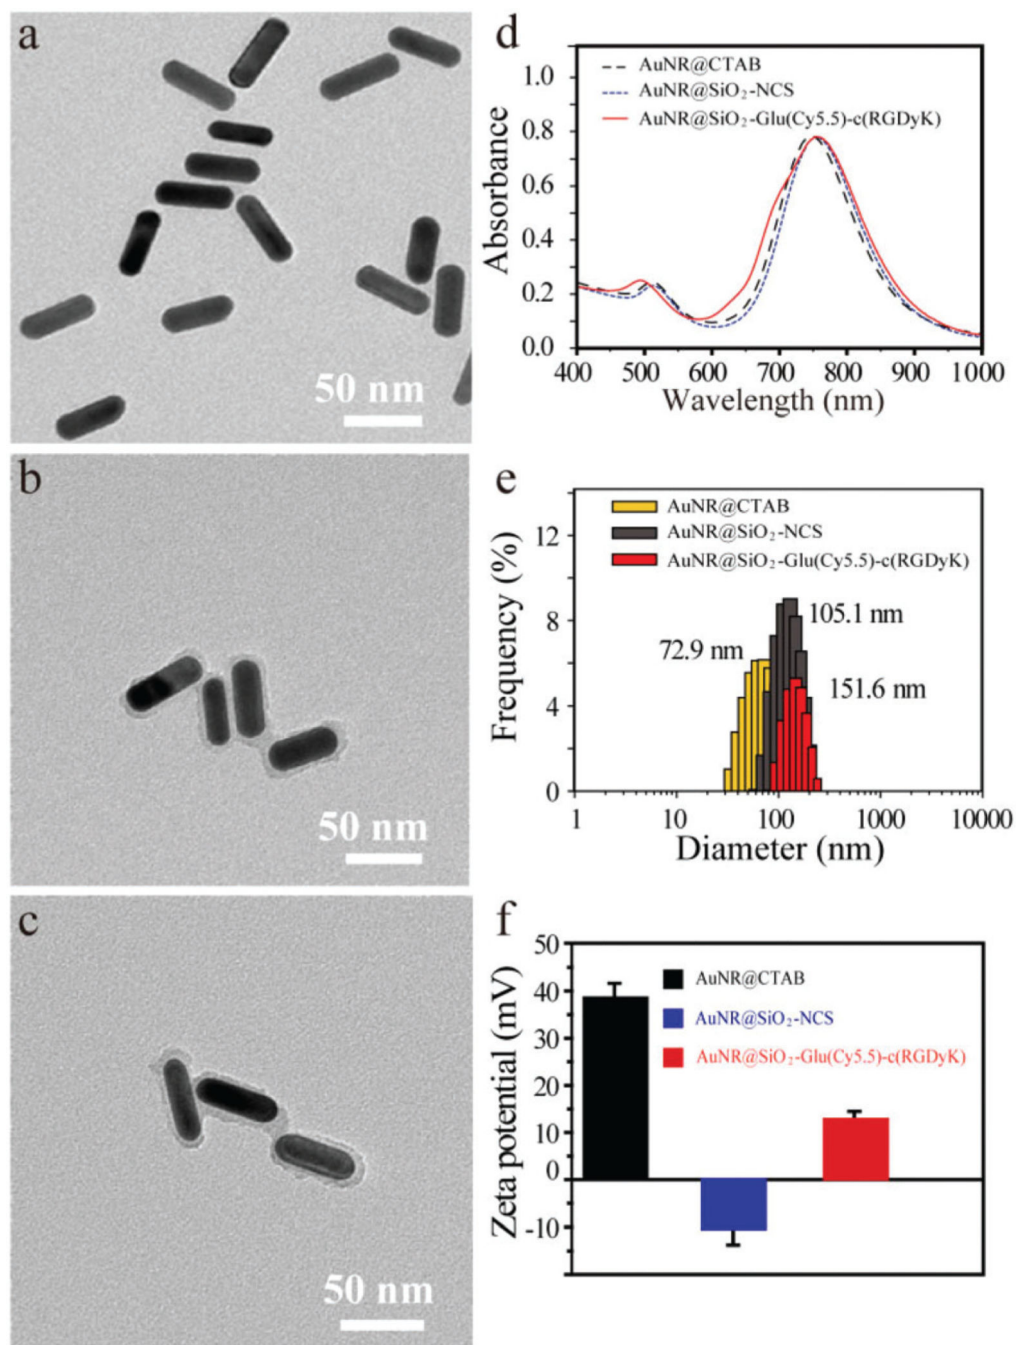 a
50 nm
b
50 nm
c
50 nm
d
AuNR@CTAB
AuNR@SiO₂-NCS
AuNR@SiO₂-Glu(Cy5.5)-c(RGDyK)
Absorbance
1.0
0.8
0.6
0.4
0.2
0.0
400 500 600 700 800 900 1000
Wavelength (nm)
e
AuNR@CTAB
AuNR@SiO₂-NCS
AuNR@SiO₂-Glu(Cy5.5)-c(RGDyK)
Frequency (%)
12
8
4
0
72.9 nm
105.1 nm
151.6 nm
1 10 100 1000 10000
Diameter (nm)
f
AuNR@CTAB
AuNR@SiO₂-NCS
AuNR@SiO₂-Glu(Cy5.5)-c(RGDyK)
Zeta potential (mV)
50
40
30
20
10
0
-10